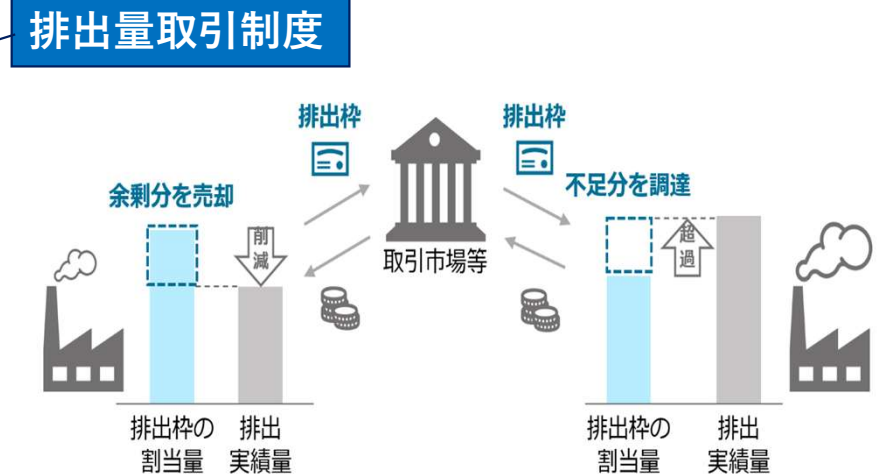 排出量取引制度
排出枠
排出枠
余剰分を売却
不足分を調達
削
減
超
過
取引市場等
排出枠の
割当量
排出
実績量
排出枠の
割当量
排出
実績量